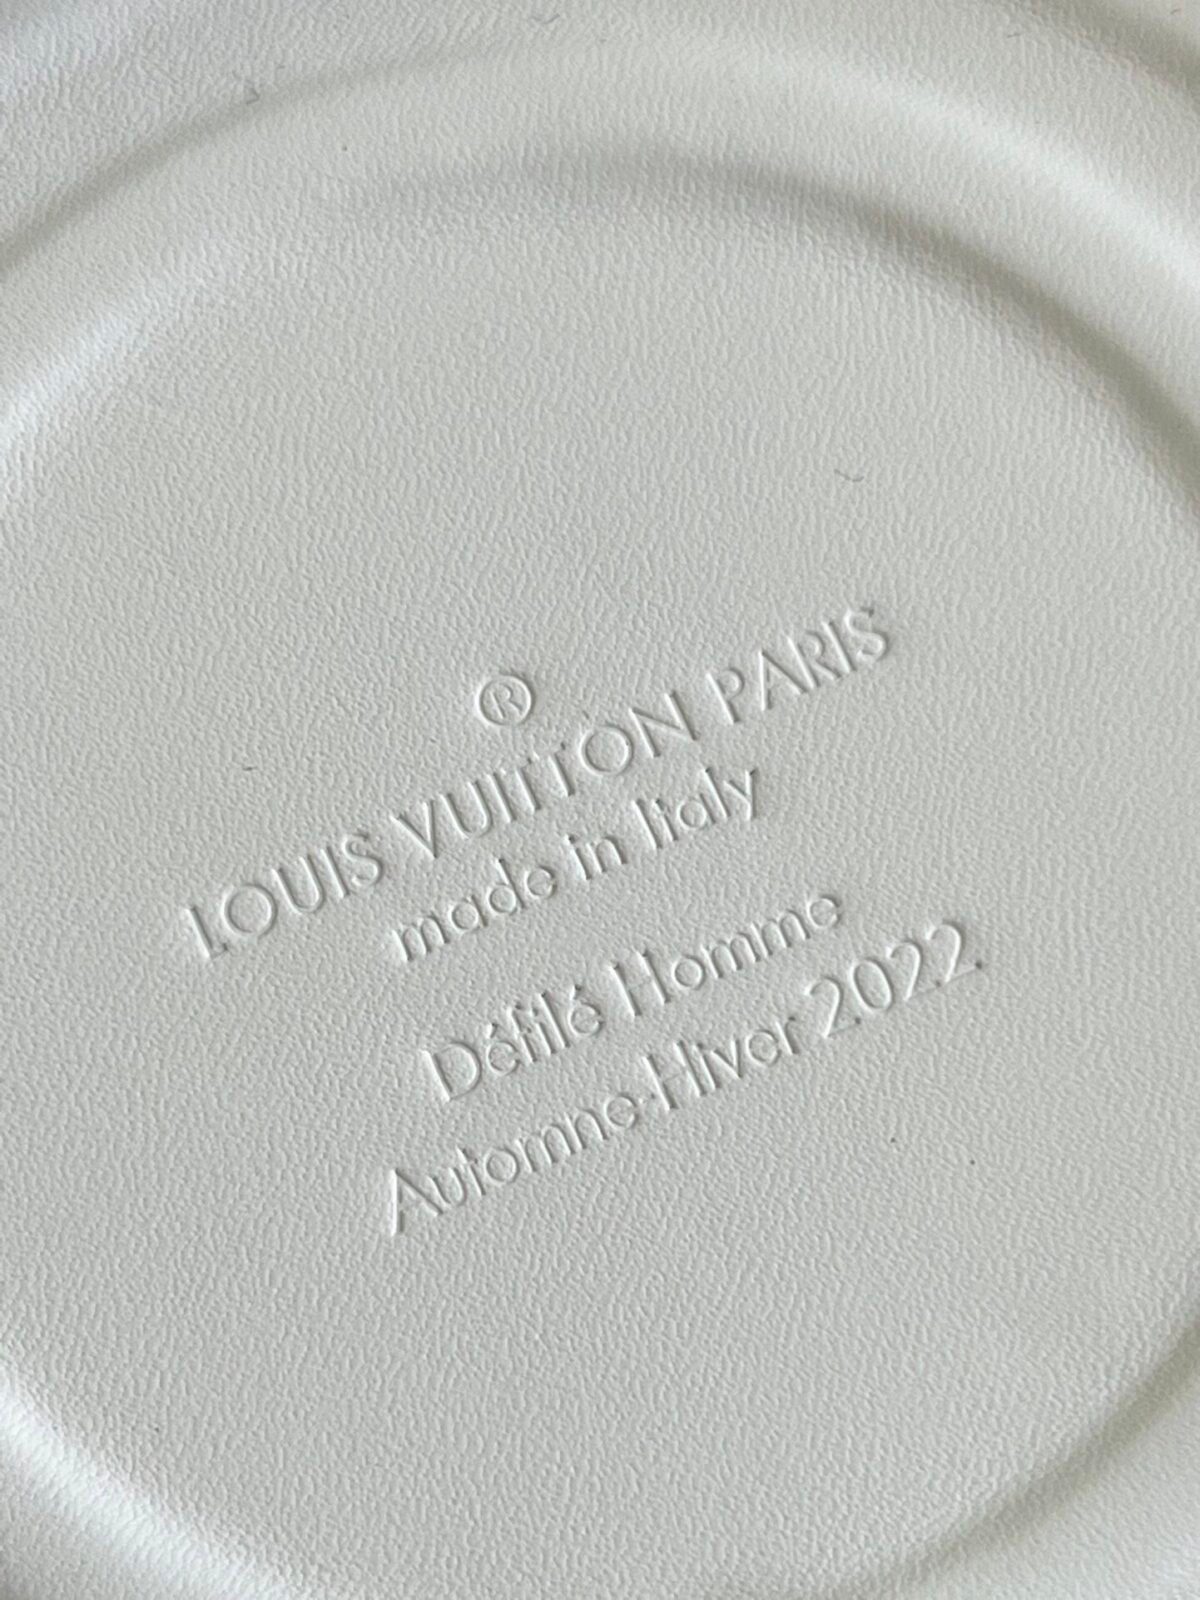 ®
LOUIS VUITTON PARIS
made in Italy
Défilé Homme
Automne-Hiver 2022.